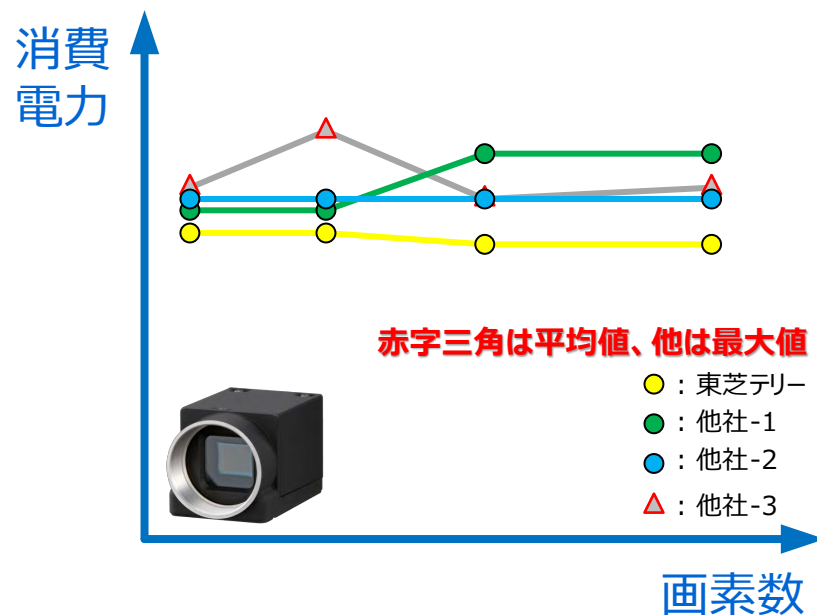 消費
電力
赤字三角は平均値、他は最大値
：東芝テリー
：他社-1
：他社-2
：他社-3
画素数